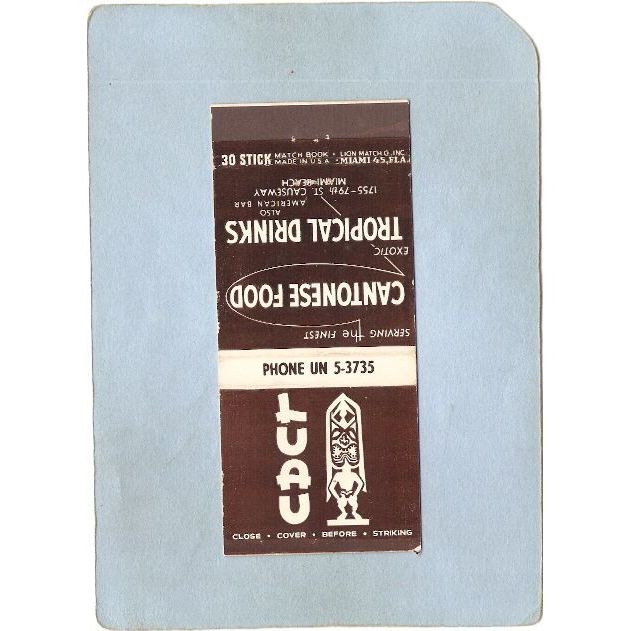 30 STICK MATCH BOOK • LION MATCH CO., INC.
MADE IN U.S.A. • MIAMI 45, FLA.
SERVING the FINEST
CANTONESE FOOD
EXOTIC
TROPICAL DRINKS
ALSO
AMERICAN BAR
1755-79th ST. CAUSEWAY
MIAMI BEACH
PHONE UN 5-3735
LUAU
CLOSE • COVER • BEFORE • STRIKING